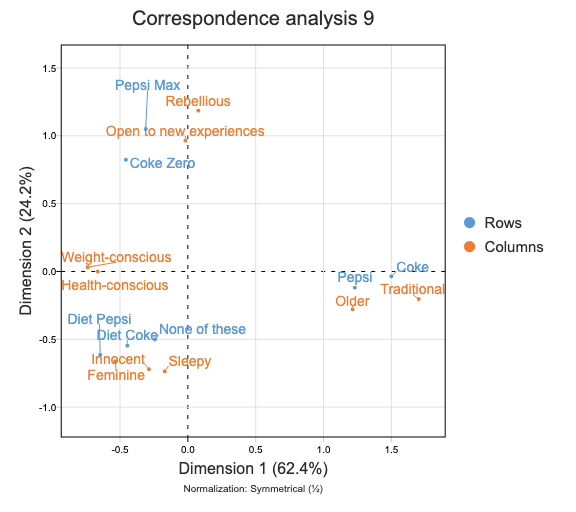 Correspondence analysis 9
1.5
Pepsi Max
Rebellious
1.0
Open to new experiences
Coke Zero
0.5
Weight-conscious
0.0
Coke
Pepsi
Health-conscious
Traditional
Older
Diet Pepsi
None of these
Diet Coke
-0.5
Innocent
Sleepy
Feminine
-1.0
-0.5
0.0
0.5
1.0
1.5
Dimension 2 (24.2%)
Dimension 1 (62.4%)
Normalization: Symmetrical (½)
Rows
Columns